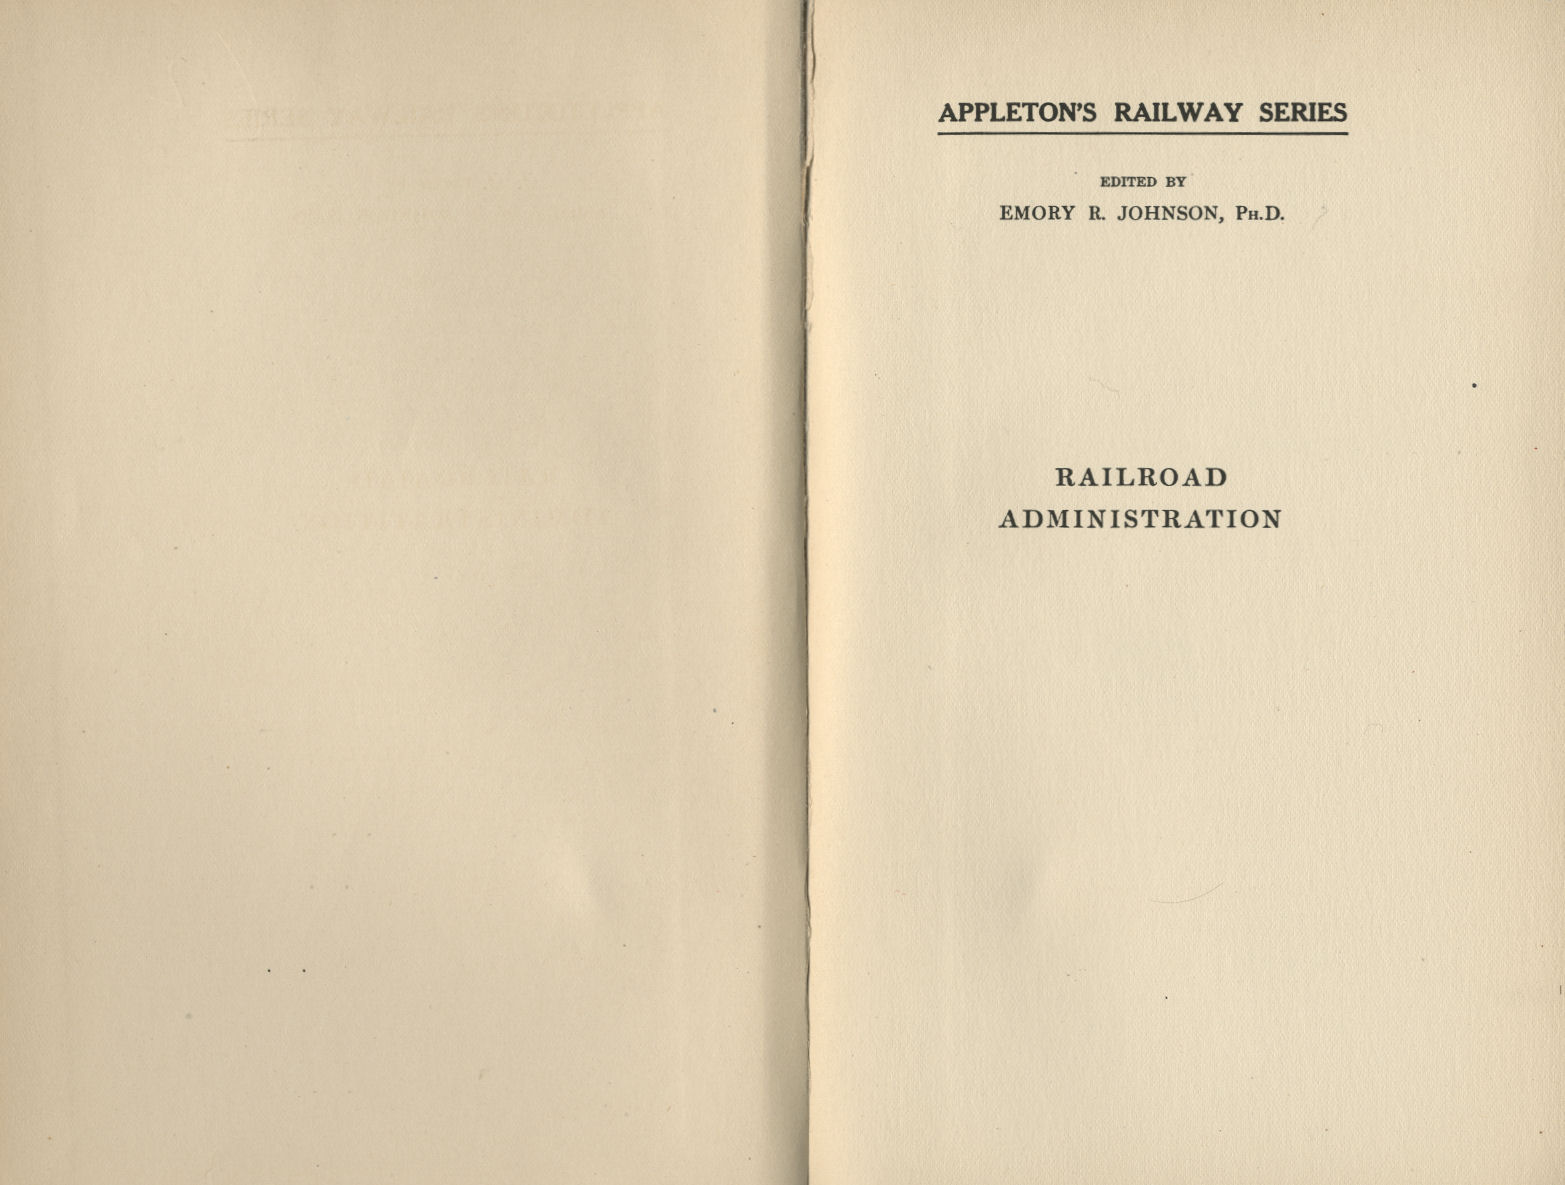 APPLETON'S RAILWAY SERIES
EDITED BY
EMORY R. JOHNSON, Ph.D.
RAILROAD
ADMINISTRATION